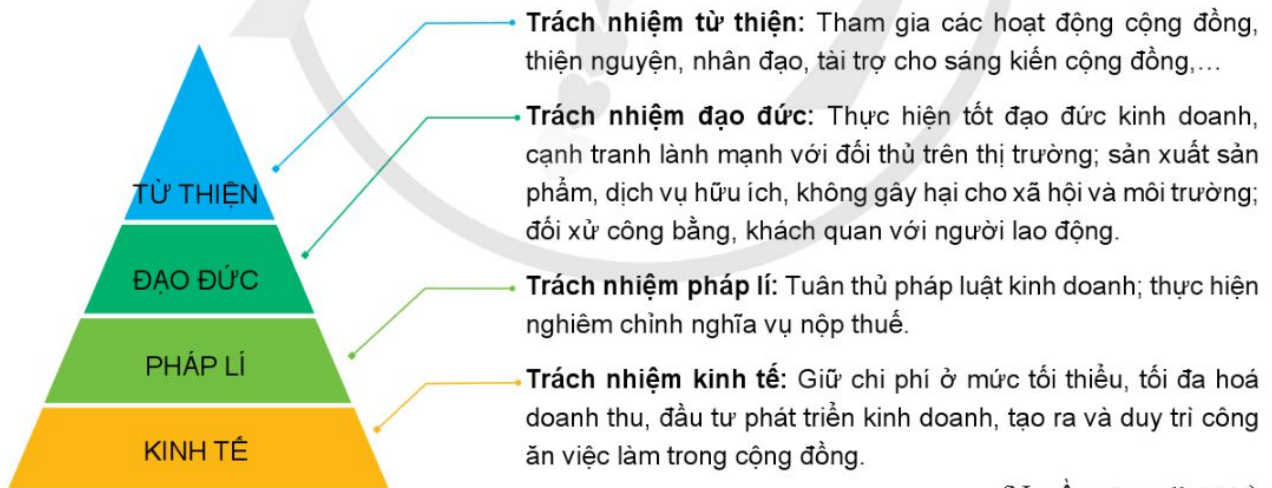 Trách nhiệm từ thiện: Tham gia các hoạt động cộng đồng,
thiện nguyện, nhân đạo, tài trợ cho sáng kiến cộng đồng,…
Trách nhiệm đạo đức: Thực hiện tốt đạo đức kinh doanh,
cạnh tranh lành mạnh với đối thủ trên thị trường; sản xuất sản
phẩm, dịch vụ hữu ích, không gây hại cho xã hội và môi trường;
đối xử công bằng, khách quan với người lao động.
Trách nhiệm pháp lí: Tuân thủ pháp luật kinh doanh; thực hiện
nghiêm chỉnh nghĩa vụ nộp thuế.
Trách nhiệm kinh tế: Giữ chi phí ở mức tối thiểu, tối đa hoá
doanh thu, đầu tư phát triển kinh doanh, tạo ra và duy trì công
ăn việc làm trong cộng đồng.
TỪ THIỆN
ĐẠO ĐỨC
PHÁP LÍ
KINH TẾ